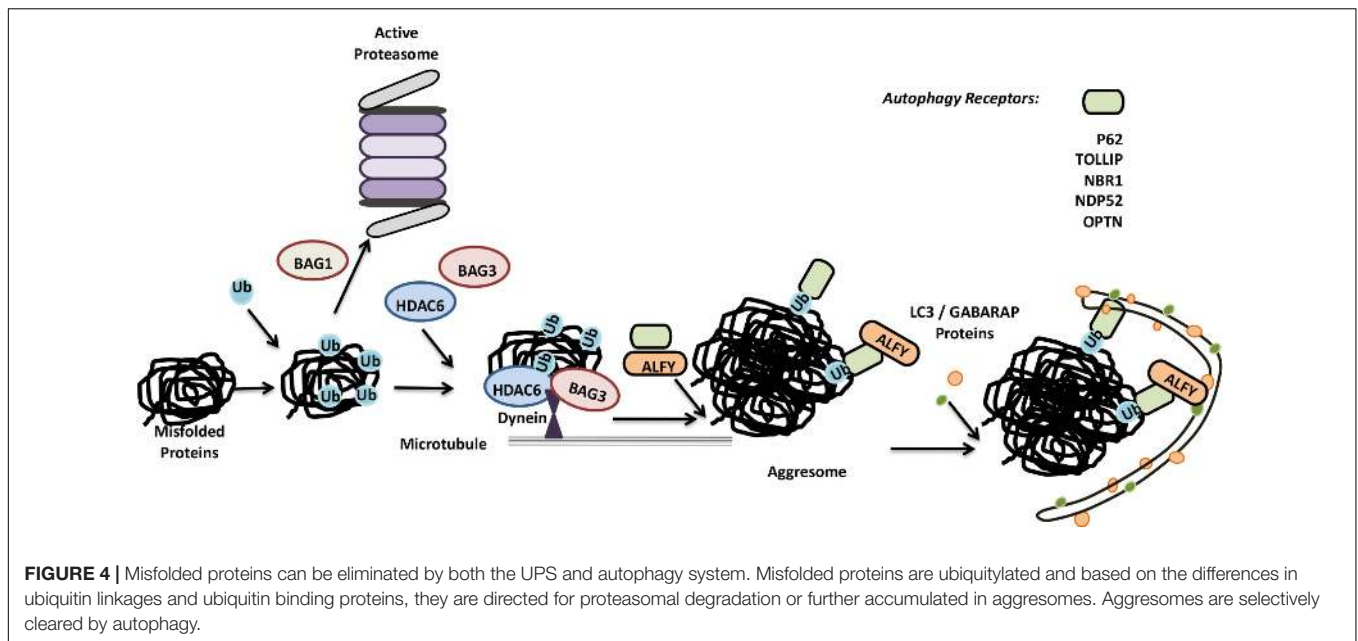 Active
Proteasome
Autophagy Receptors:
P62
TOLLIP
NBR1
NDP52
OPTN
BAG1
BAG3
Ub
HDAC6
LC3 / GABARAP
Proteins
Ub
Ub
Ub
Ub
Ub
Ub
Ub
HDAC6
BAG3
ALFY
Ub
Ub
ALFY
Ub
Ub
ALFY
Misfolded
Proteins
Dynein
Microtubule
Aggresome
FIGURE 4 | Misfolded proteins can be eliminated by both the UPS and autophagy system. Misfolded proteins are ubiquitylated and based on the differences in
ubiquitin linkages and ubiquitin binding proteins, they are directed for proteasomal degradation or further accumulated in aggresomes. Aggresomes are selectively
cleared by autophagy.